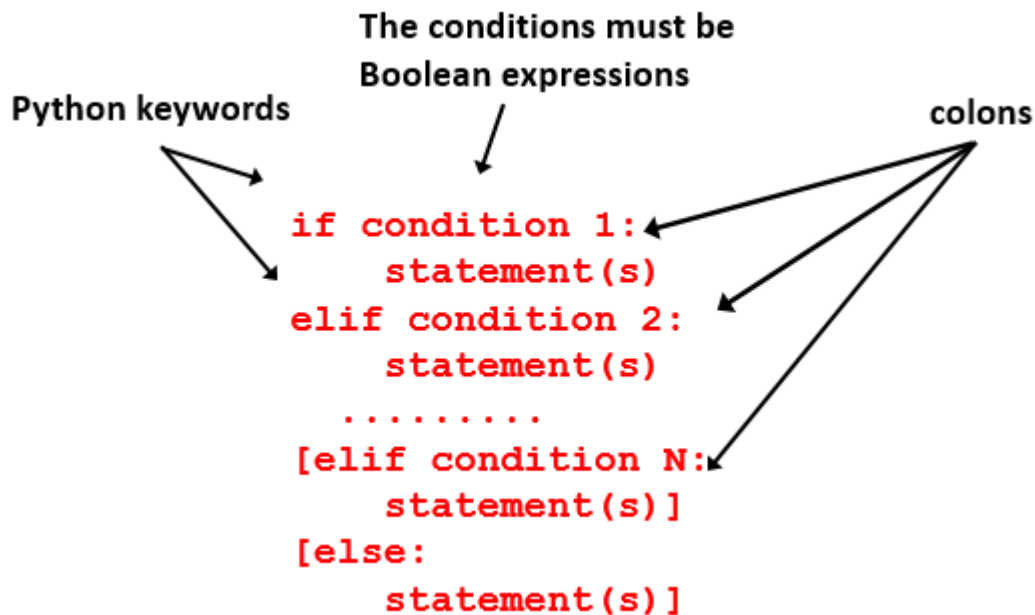 The conditions must be
Boolean expressions
Python keywords
colons
if condition 1:
    statement(s)
elif condition 2:
    statement(s)
  .........
[elif condition N:
    statement(s)]
[else:
    statement(s)]